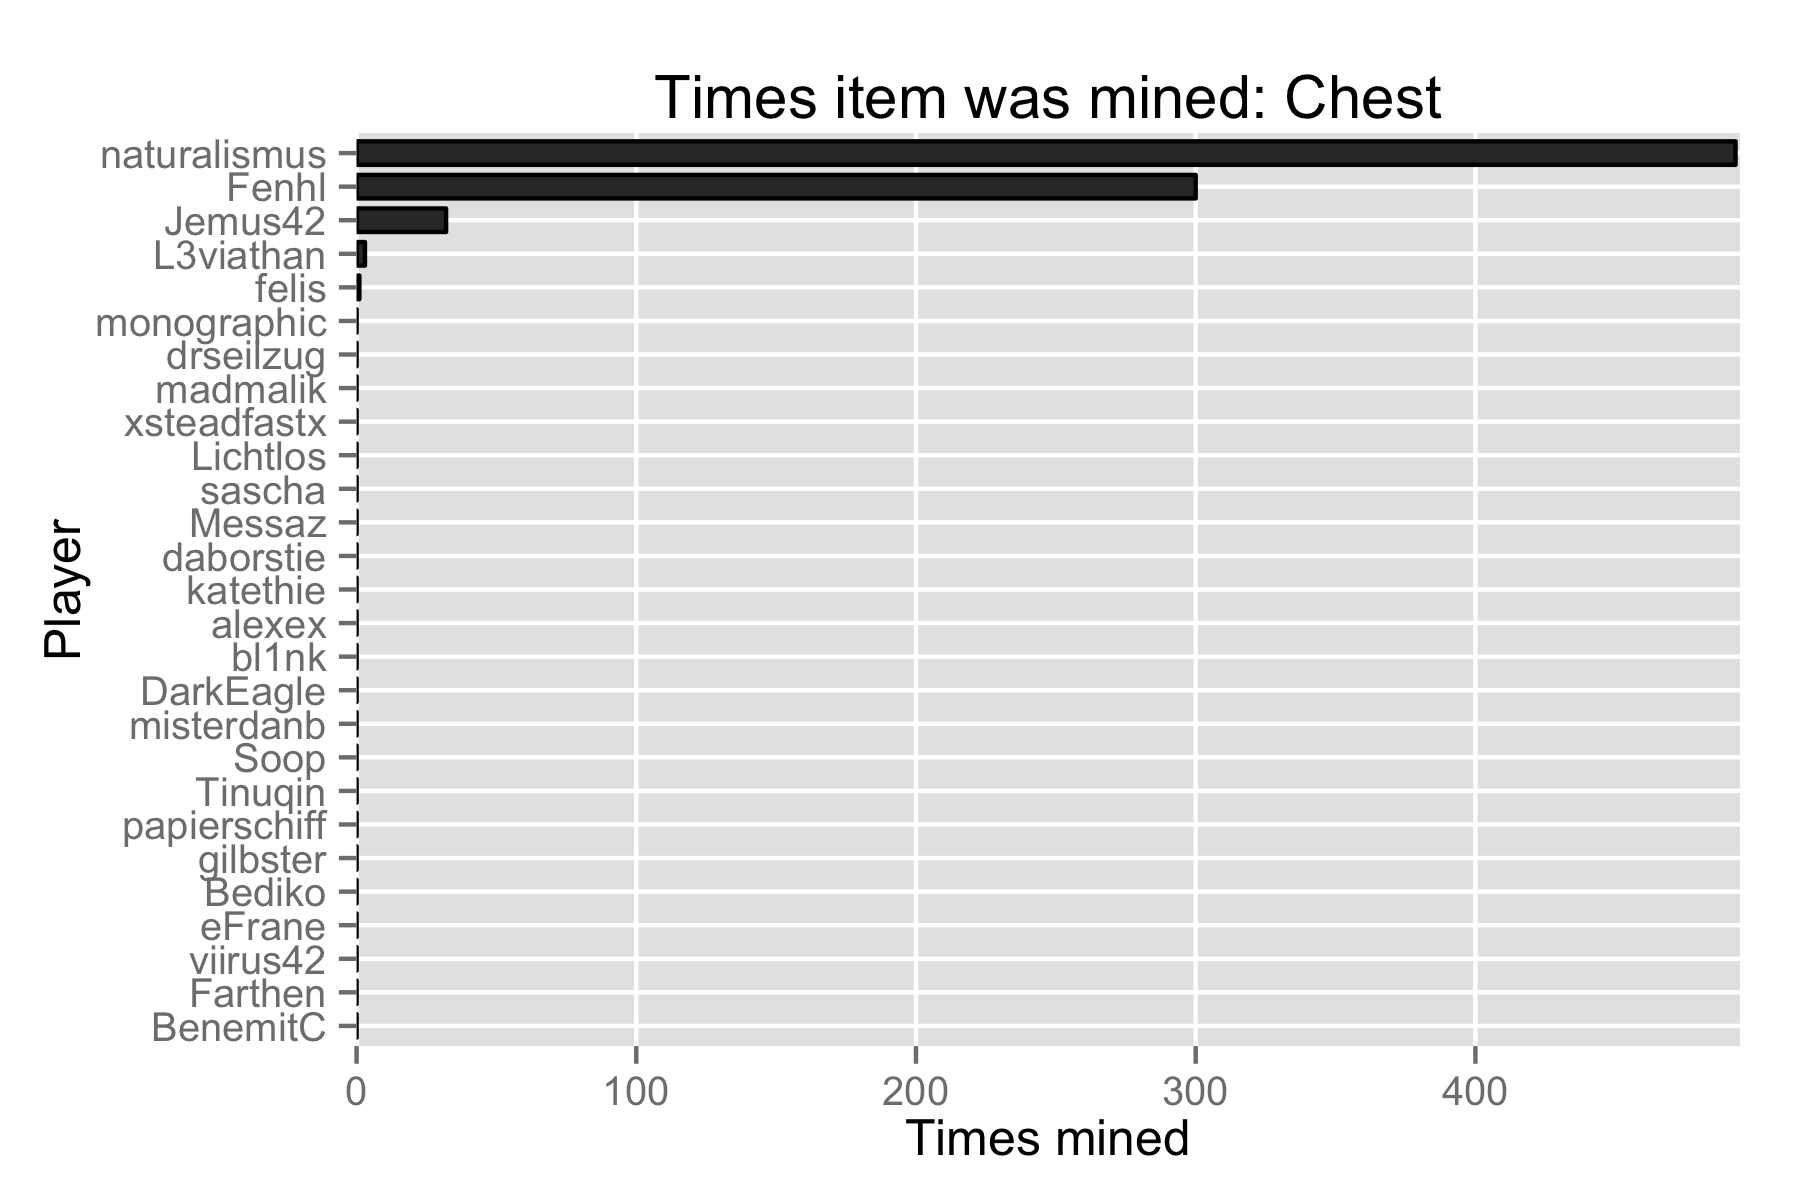 Times item was mined: Chest
naturalismus
Fenhl
Jemus42
L3viathan
felis
monographic
drseilzug
madmalik
xsteadfastx
Lichtlos
sascha
Messaz
daborstie
katethie
alexex
bl1nk
DarkEagle
misterdanb
Soop
Tinuqin
papierschiff
gilbster
Bediko
eFrane
viirus42
Farthen
BenemitC
Player
0 100 200 300 400
Times mined